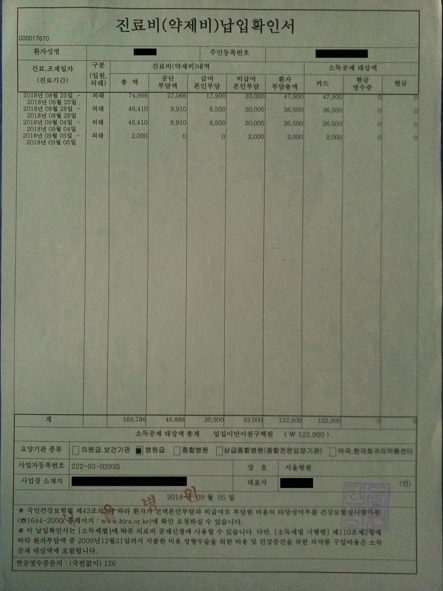 진료비(약제비)납입확인서
000017670
환자성명 주민등록번호
진료.조제일자 (진료기간) 구분 (입원, 외래) 진료비(약제비)내역 소득공제 대상액
총 액 공단 부담액 급여 본인부담 비급여 본인부담 환자 부담총액 카드 현금 영수증 현금
2018년 08월 25일 - 외래 74,966 27,066 17,900 30,000 47,900 47,900 0 0
2018년 08월 25일
2018년 08월 28일 - 외래 46,410 9,910 6,500 30,000 36,500 36,500 0 0
2018년 08월 28일
2018년 09월 04일 - 외래 46,410 9,910 6,500 30,000 36,500 36,500 0 0
2018년 09월 04일
2018년 09월 05일 - 외래 2,000 0 0 2,000 2,000 2,000 0 0
2018년 09월 05일
계 169,786 46,886 30,900 92,000 122,900 122,900 0 0
소득공제 대상액 총계 일십이만이천구백원 ( ₩ 122,900 )
요양기관 종류 의원급,보건기관 병원급 종합병원 상급종합병원(종합전문요양기관) 약국,한국희귀의약품센터
사업자등록번호 222-93-02935 상 호 서울병원
사업장 소재지 대표자 (인)
2018년 09월 05일
※ 국민건강보험법 제43조의2에 따라 환자가 전액본인부담과 비급여로 부담한 비용의 타당성여부를 건강보험심사평가원
(☎1644-2000, 홈페이지 : www.hira.or.kr)에 확인 요청하실 수 있습니다.
※ 이 납입확인서는 [소득세법]에 따른 의료비 공제신청에 사용할 수 있습니다. 다만, [소득세법 시행령] 제110조제2항에
따라 환자부담액 중 2009년12월31일까지 지출한 미용,성형수술을 위한 비용 및 건강증진을 위한 의약품 구입비용은 소득
공제 대상액에 포함됩니다.
현금영수증문의 : (국번없이) 126